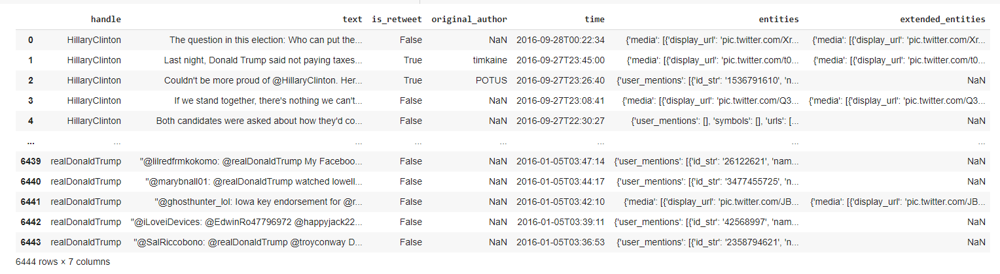 handle text is_retweet original_author time entities extended_entities
0 HillaryClinton The question in this election: Who can put the... False NaN 2016-09-28T00:22:34 {'media': [{'display_url': 'pic.twitter.com/Xr... {'media': [{'display_url': 'pic.twitter.com/Xr...
1 HillaryClinton Last night, Donald Trump said not paying taxes... True timkaine 2016-09-27T23:45:00 {'media': [{'display_url': 'pic.twitter.com/t0... {'media': [{'display_url': 'pic.twitter.com/t0...
2 HillaryClinton Couldn't be more proud of @HillaryClinton. Her... True POTUS 2016-09-27T23:26:40 {'user_mentions': [{'id_str': '1536791610', 'n... NaN
3 HillaryClinton If we stand together, there's nothing we can't... False NaN 2016-09-27T23:08:41 {'media': [{'display_url': 'pic.twitter.com/Q3... {'media': [{'display_url': 'pic.twitter.com/Q3...
4 HillaryClinton Both candidates were asked about how they'd co... False NaN 2016-09-27T22:30:27 {'user_mentions': [], 'symbols': [], 'urls': [... NaN
... ... ... ... ... ... ... ...
6439 realDonaldTrump "@lilredfrmkokomo: @realDonaldTrump My Faceboo... False NaN 2016-01-05T03:47:14 {'user_mentions': [{'id_str': '26122621', 'nam... NaN
6440 realDonaldTrump "@marybnall01: @realDonaldTrump watched lowell... False NaN 2016-01-05T03:44:17 {'user_mentions': [{'id_str': '3477455725', 'n... NaN
6441 realDonaldTrump "@ghosthunter_lol: Iowa key endorsement for @r... False NaN 2016-01-05T03:42:10 {'media': [{'display_url': 'pic.twitter.com/JB... {'media': [{'display_url': 'pic.twitter.com/JB...
6442 realDonaldTrump "@iLoveiDevices: @EdwinRo47796972 @happyjack22... False NaN 2016-01-05T03:39:11 {'user_mentions': [{'id_str': '42568997', 'nam... NaN
6443 realDonaldTrump "@SalRiccobono: @realDonaldTrump @troyconway D... False NaN 2016-01-05T03:36:53 {'user_mentions': [{'id_str': '2358794621', 'n... NaN
6444 rows × 7 columns